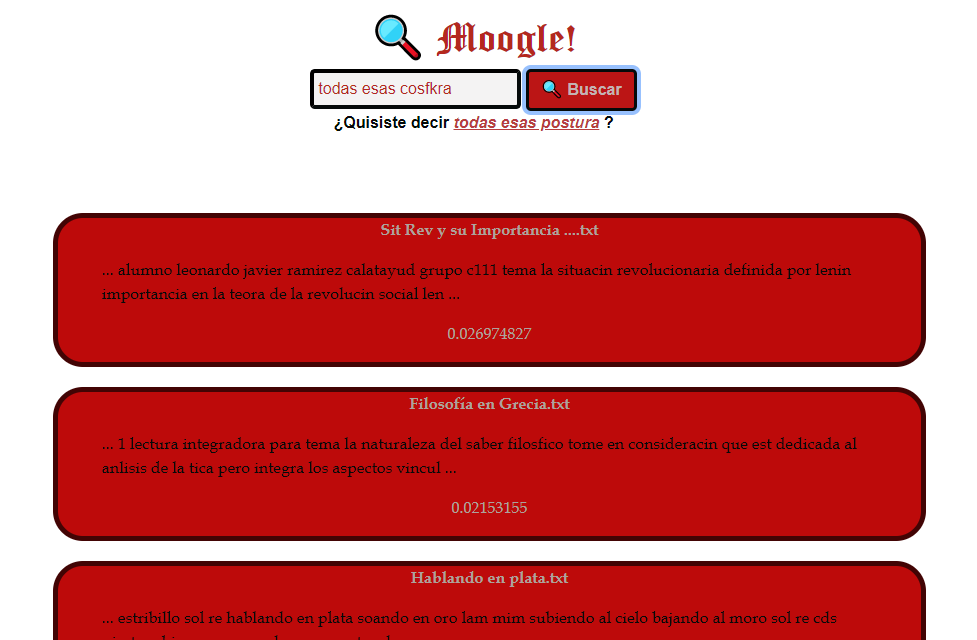 Moogle!
todas esas cosfkra
Buscar
¿Quisiste decir todas esas postura ?
Sit Rev y su Importancia ....txt
... alumno leonardo javier ramirez calatayud grupo c111 tema la situacin revolucionaria definida por lenin
importancia en la teora de la revolucin social len ...
0.026974827
Filosofía en Grecia.txt
... 1 lectura integradora para tema la naturaleza del saber filosfico tome en consideracin que est dedicada al
anlisis de la tica pero integra los aspectos vincul ...
0.02153155
Hablando en plata.txt
... estribillo sol re hablando en plata soando en oro lam mim subiendo al cielo bajando al moro sol re cds